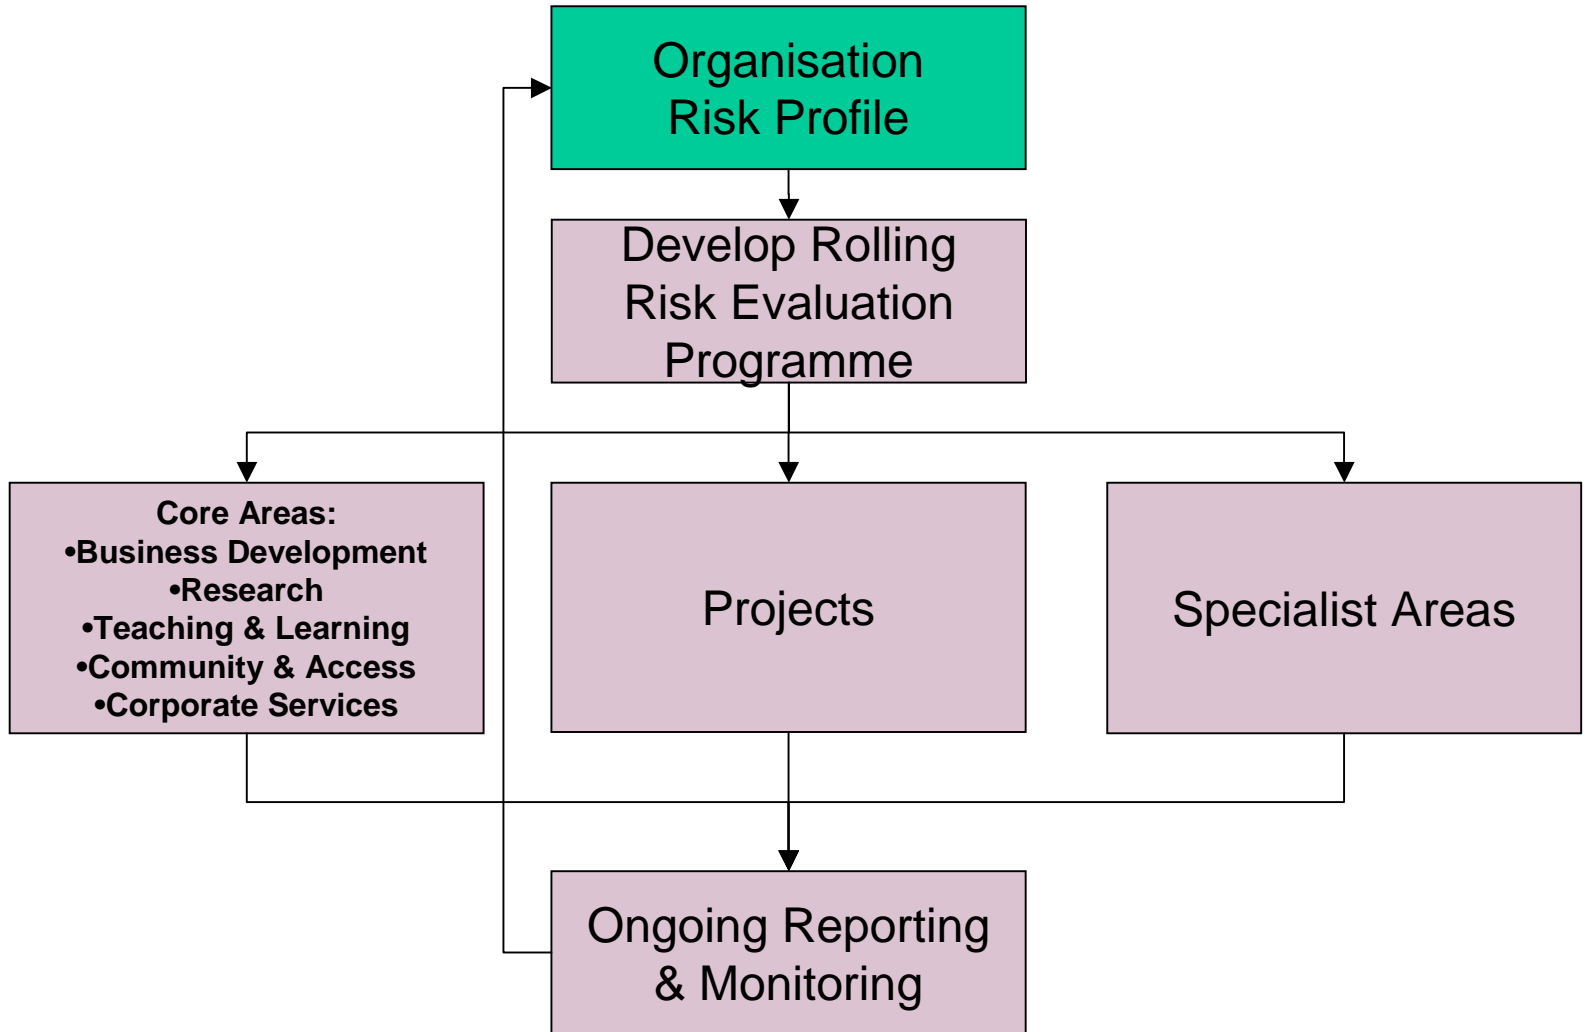 Organisation
Risk Profile
Develop Rolling
Risk Evaluation
Programme
Core Areas:
•Business Development
•Research
•Teaching & Learning
•Community & Access
•Corporate Services
Projects
Specialist Areas
Ongoing Reporting
& Monitoring